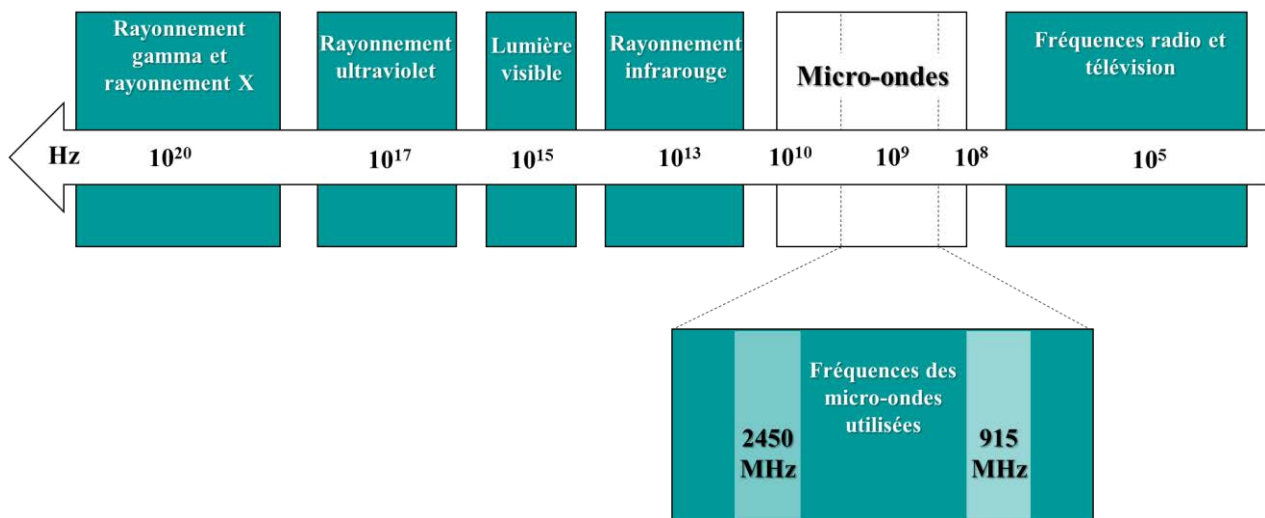 Rayonnement
gamma et
rayonnement X
Rayonnement
ultraviolet
Lumière
visible
Rayonnement
infrarouge
Micro-ondes
Fréquences radio et
télévision
Hz 10²⁰ 10¹⁷ 10¹⁵ 10¹³ 10¹⁰ 10⁹ 10⁸ 10⁵
Fréquences des
micro-ondes
utilisées
2450
MHz
915
MHz